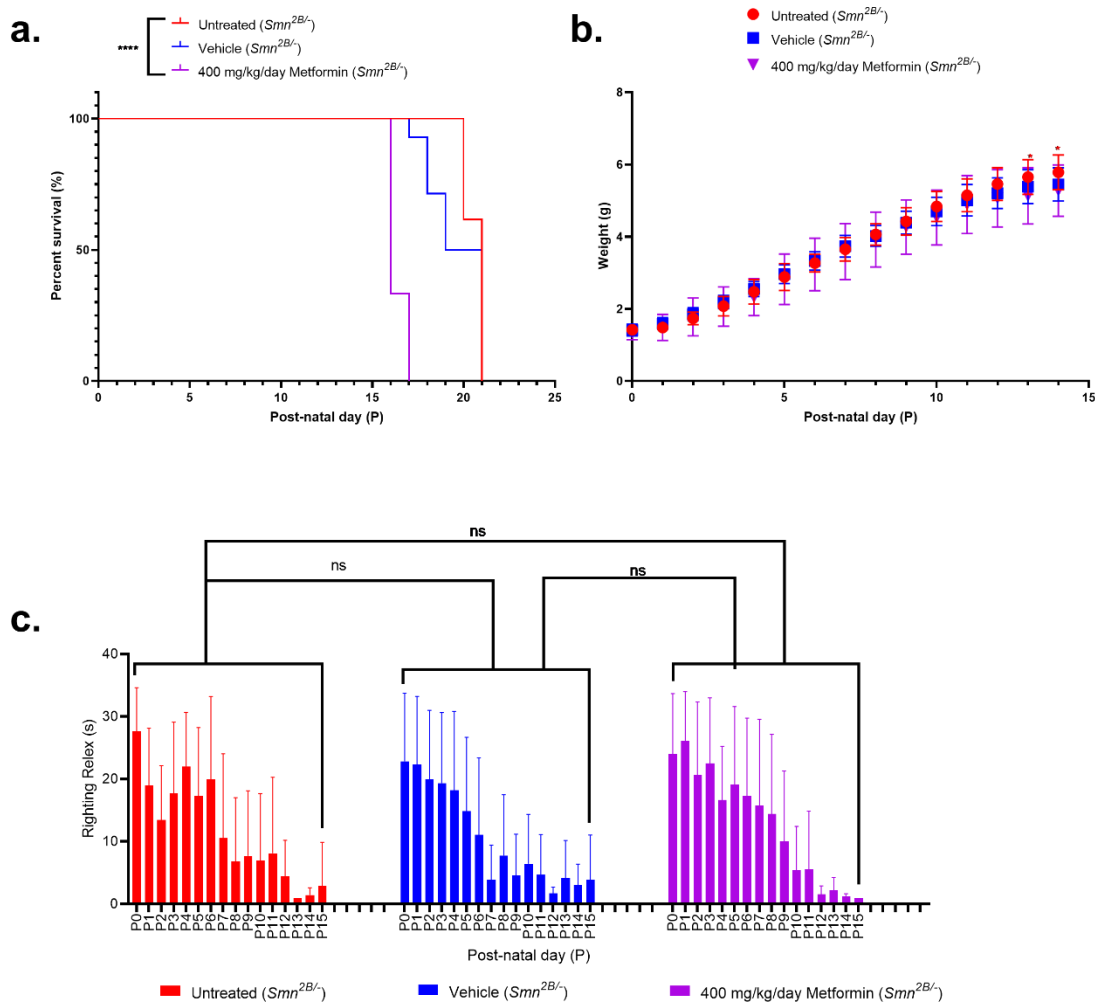 a.
Untreated (Smn2B/-)
Vehicle (Smn2B/-)
400 mg/kg/day Metformin (Smn2B/-)
****
Percent survival (%)
100
50
0
0
5
10
15
20
25
Post-natal day (P)
b.
Untreated (Smn2B/-)
Vehicle (Smn2B/-)
400 mg/kg/day Metformin (Smn2B/-)
Weight (g)
8
6
4
2
0
* *
0
5
10
15
Post-natal day (P)
c.
ns
ns
ns
Righting Relex (s)
40
30
20
10
0
P0 P1 P2 P3 P4 P5 P6 P7 P8 P9 P10 P11 P12 P13 P14 P15
P0 P1 P2 P3 P4 P5 P6 P7 P8 P9 P10 P11 P12 P13 P14 P15
P0 P1 P2 P3 P4 P5 P6 P7 P8 P9 P10 P11 P12 P13 P14 P15
Post-natal day (P)
Untreated (Smn2B/-)
Vehicle (Smn2B/-)
400 mg/kg/day Metformin (Smn2B/-)